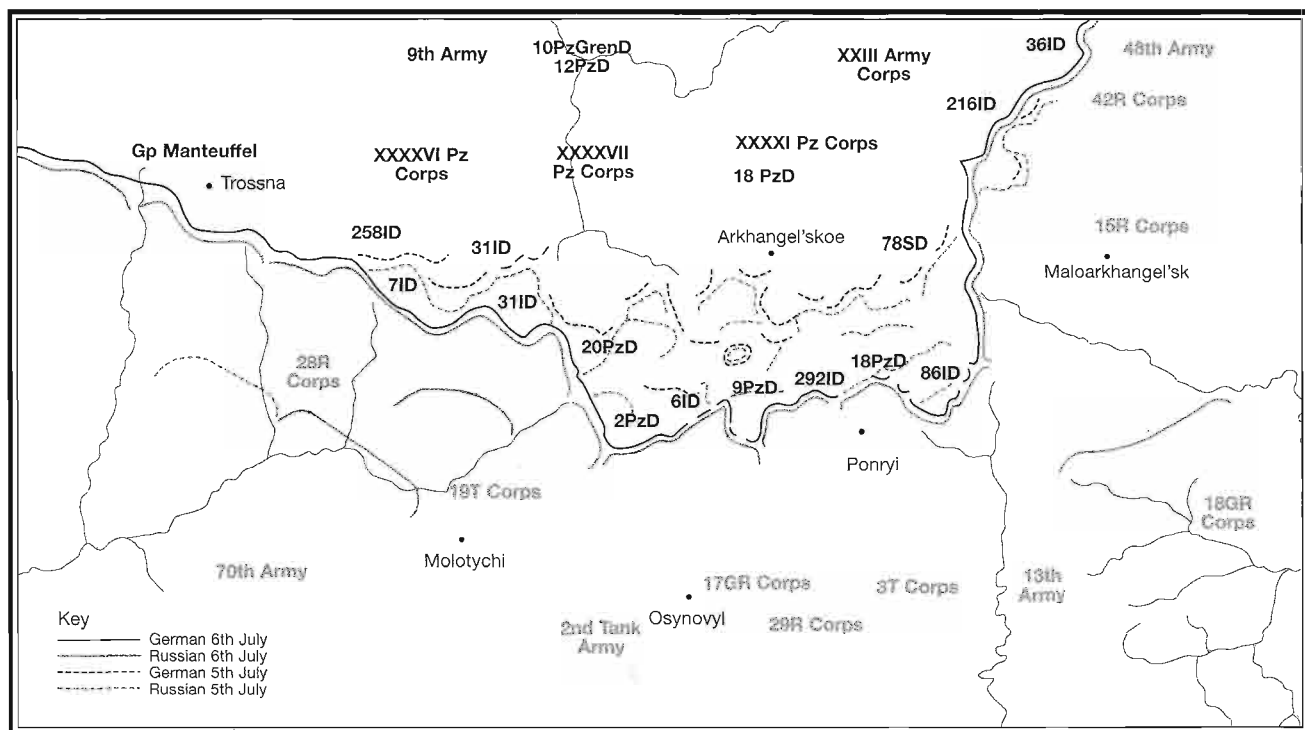 36ID
48th Army
9th Army
10PzGrenD
12PzD
XXIII Army
Corps
216ID
42R Corps
Gp Manteuffel
Trossna
XXXXVI Pz
Corps
XXXXVII
Pz Corps
XXXXI Pz Corps
18 PzD
258ID
31ID
Arkhangel'skoe
78SD
15R Corps
Maloarkhangel'sk
7ID
31ID
20PzD
28R
Corps
9PzD
292ID
18PzD
86ID
2PzD
6ID
Ponryi
19T Corps
18GR
Corps
Molotychi
70th Army
17GR Corps
3T Corps
13th
Army
Osynovyl
2nd Tank
Army
29R Corps
Key
German 6th July
Russian 6th July
German 5th July
Russian 5th July